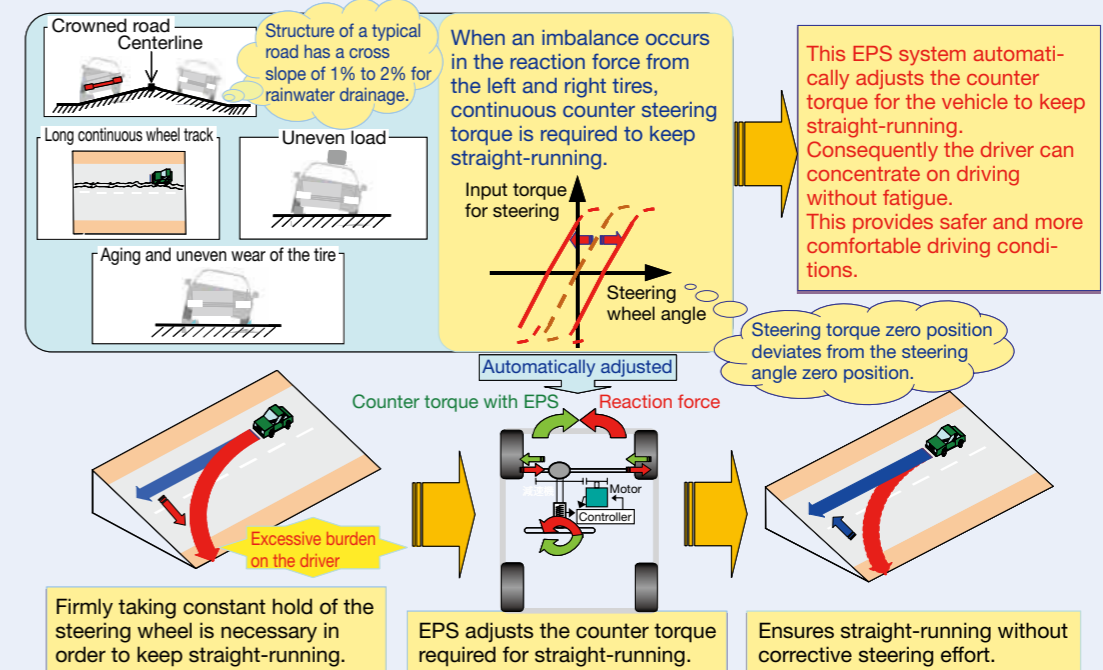 Crowned road
Centerline
Structure of a typical
road has a cross
slope of 1% to 2% for
rainwater drainage.
Long continuous wheel track
Uneven load
Aging and uneven wear of the tire
When an imbalance occurs
in the reaction force from
the left and right tires,
continuous counter steering
torque is required to keep
straight-running.
Input torque
for steering
Steering
wheel angle
This EPS system automati-
cally adjusts the counter
torque for the vehicle to keep
straight-running.
Consequently the driver can
concentrate on driving
without fatigue.
This provides safer and more
comfortable driving condi-
tions.
Steering torque zero position
deviates from the steering
angle zero position.
Automatically adjusted
Counter torque with EPS
Reaction force
Motor
Controller
Excessive burden
on the driver
Firmly taking constant hold of the
steering wheel is necessary in
order to keep straight-running.
EPS adjusts the counter torque
required for straight-running.
Ensures straight-running without
corrective steering effort.